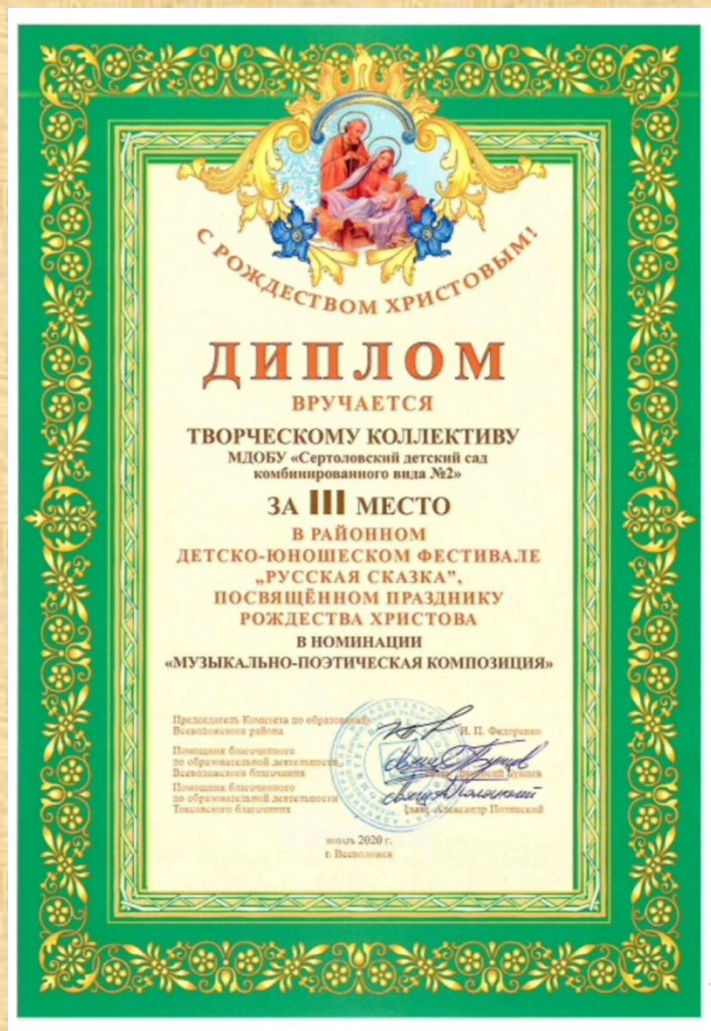 С РОЖДЕСТВОМ ХРИСТОВЫМ!
ДИПЛОМ
ВРУЧАЕТСЯ
ТВОРЧЕСКОМУ КОЛЛЕКТИВУ
МДОБУ «Сертоловский детский сад
комбинированного вида №2»
ЗА III МЕСТО
В РАЙОННОМ
ДЕТСКО-ЮНОШЕСКОМ ФЕСТИВАЛЕ
„РУССКАЯ СКАЗКА”,
ПОСВЯЩЁННОМ ПРАЗДНИКУ
РОЖДЕСТВА ХРИСТОВА
В НОМИНАЦИИ
«МУЗЫКАЛЬНО-ПОЭТИЧЕСКАЯ КОМПОЗИЦИЯ»
Председатель Комитета по образованию
Всеволожского района И. П. Федоренко
Помощник благочинного
по образовательной деятельности
Всеволожского благочиния
Помощник благочинного
по образовательной деятельности
Токсовского благочиния Александр Полянский
январь 2020 г.
г. Всеволожск